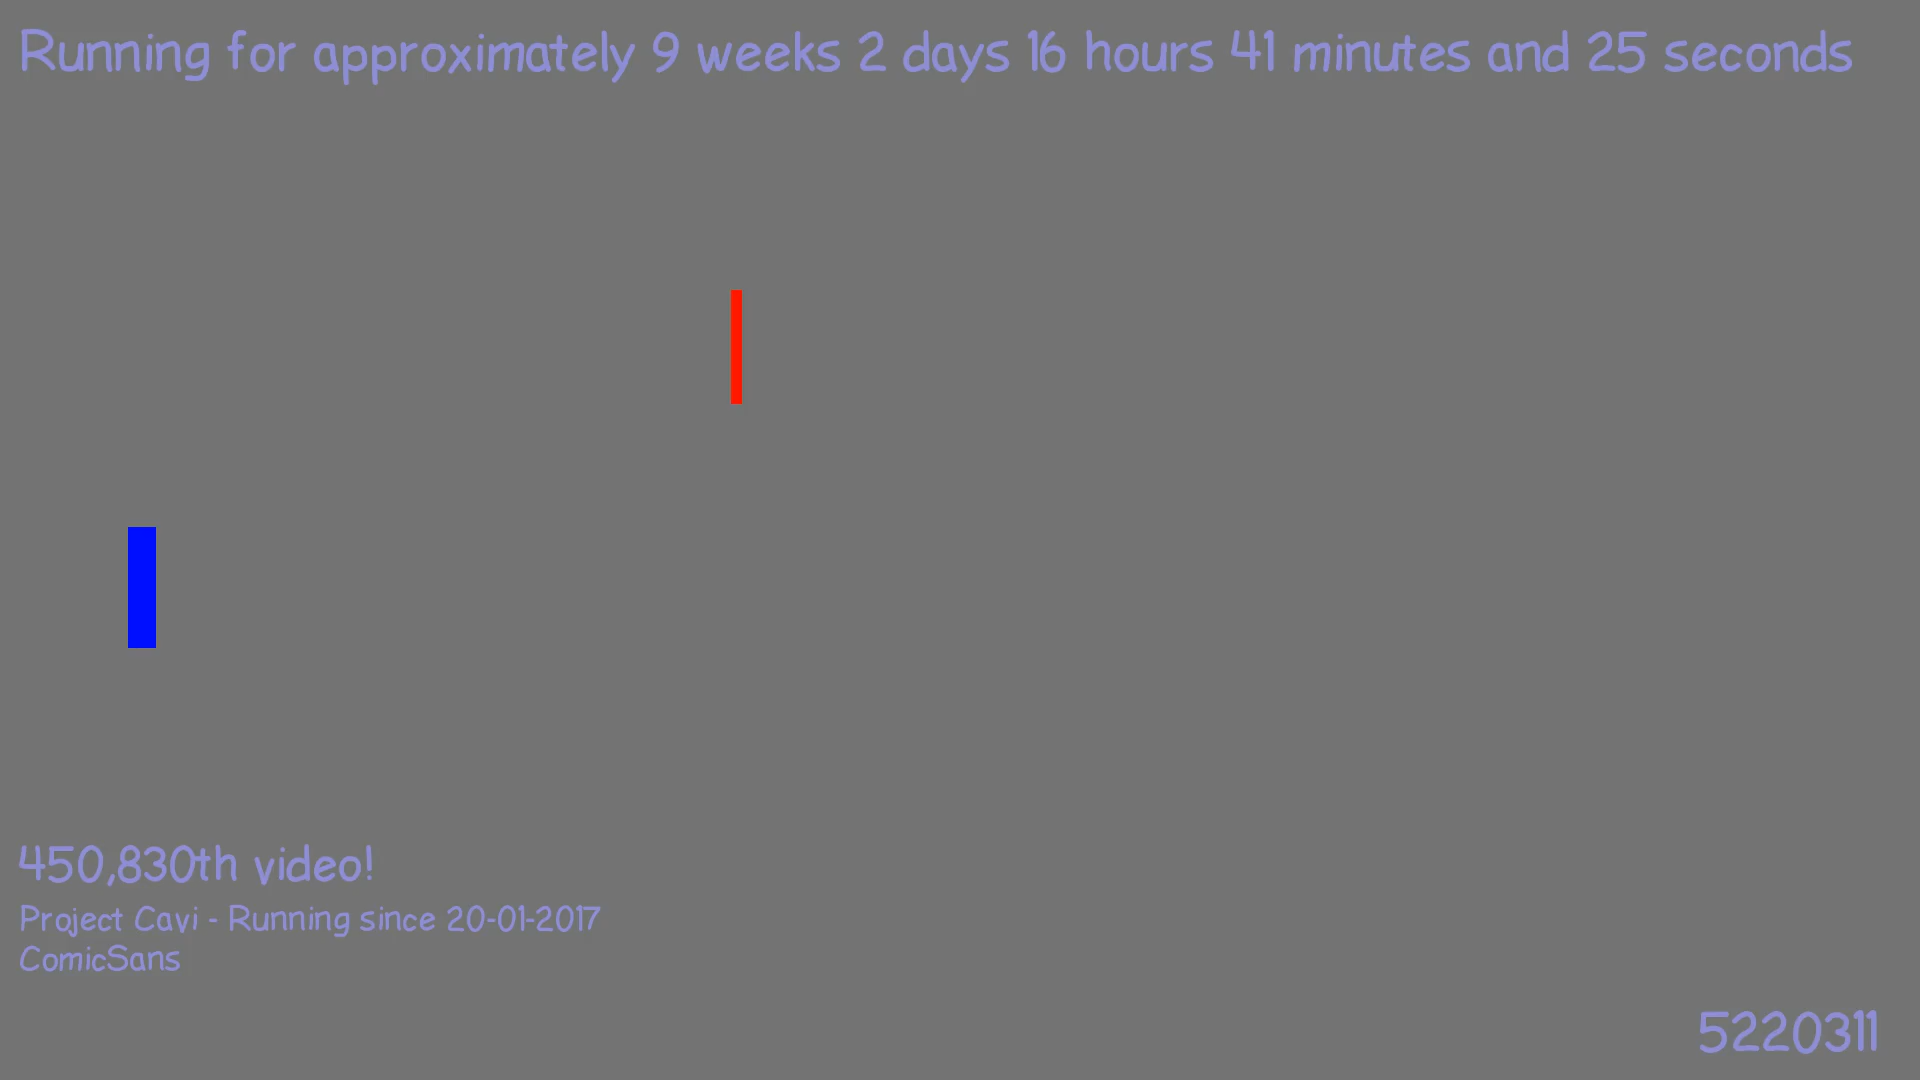 Running for approximately 9 weeks 2 days 16 hours 41 minutes and 25 seconds
450,830th video!
Project Cavi - Running since 20-01-2017
ComicSans
5220311